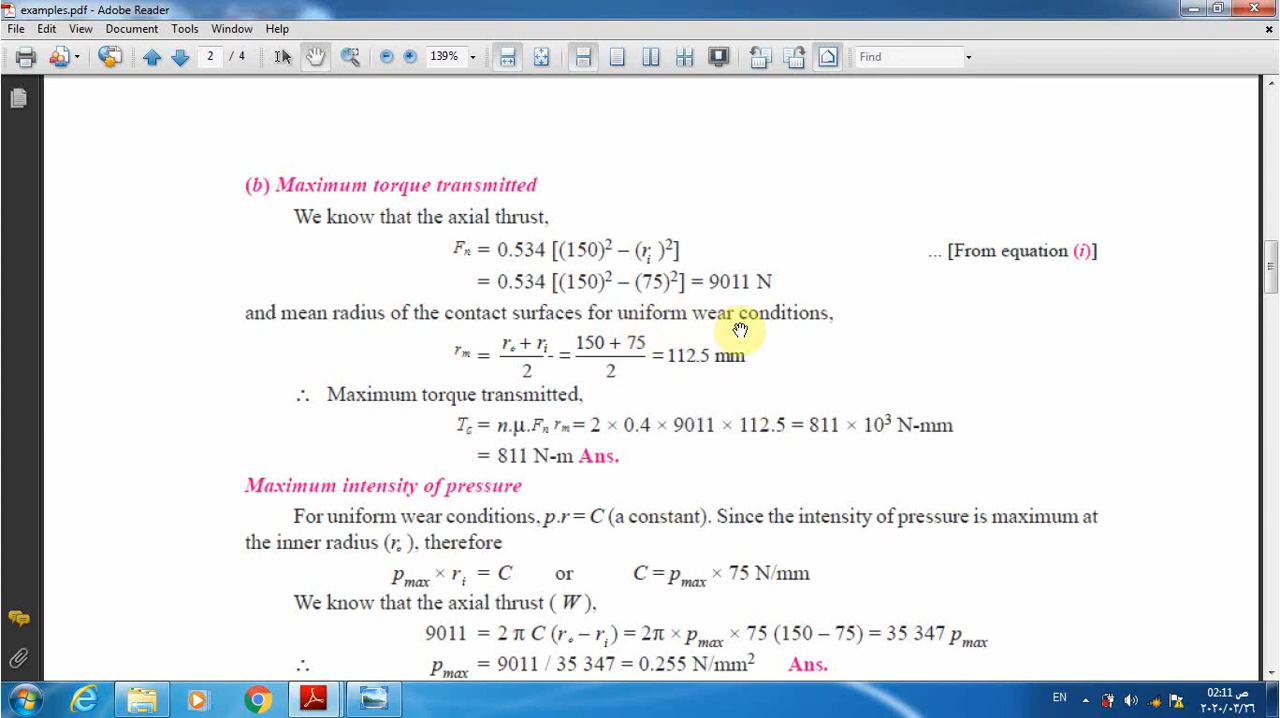 examples.pdf - Adobe Reader
File Edit View Document Tools Window Help
2 / 4 139% Find
(b) Maximum torque transmitted
We know that the axial thrust,
Fn = 0.534 [(150)² – (ri )²] ... [From equation (i)]
= 0.534 [(150)² – (75)²] = 9011 N
and mean radius of the contact surfaces for uniform wear conditions,
rm = (r∘ + ri)/2 = (150 + 75)/2 = 112.5 mm
∴ Maximum torque transmitted,
TC = n.μ.Fn rm = 2 × 0.4 × 9011 × 112.5 = 811 × 10³ N-mm
= 811 N-m Ans.
Maximum intensity of pressure
For uniform wear conditions, p.r = C (a constant). Since the intensity of pressure is maximum at
the inner radius (r∘ ), therefore
pmax × ri = C or C = pmax × 75 N/mm
We know that the axial thrust ( W ),
9011 = 2 π C (r∘ – ri) = 2π × pmax × 75 (150 – 75) = 35 347 pmax
∴ pmax = 9011 / 35 347 = 0.255 N/mm² Ans.
EN 02:11 ص
٢٠٢٠/٠٣/٢٦